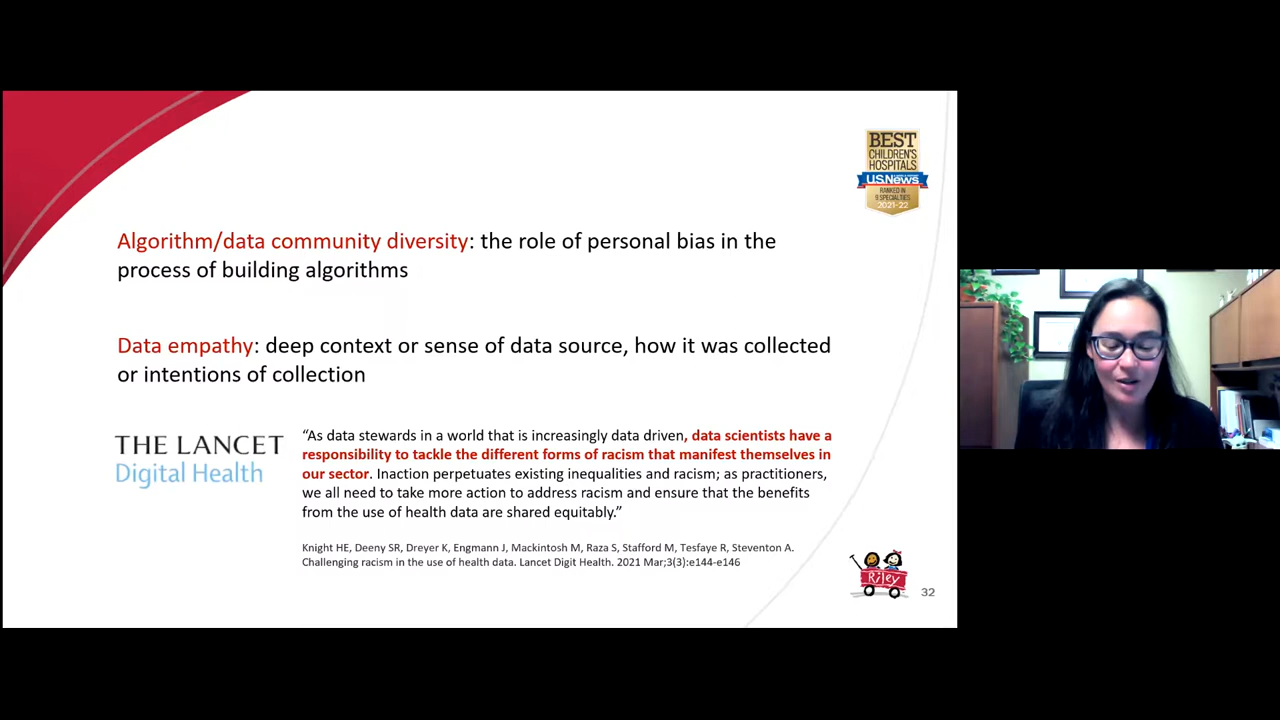 BEST
CHILDREN'S
HOSPITALS
U.S.News
RANKED IN
9 SPECIALTIES
2021-22
Algorithm/data community diversity: the role of personal bias in the
process of building algorithms
Data empathy: deep context or sense of data source, how it was collected
or intentions of collection
THE LANCET
Digital Health
“As data stewards in a world that is increasingly data driven, data scientists have a
responsibility to tackle the different forms of racism that manifest themselves in
our sector. Inaction perpetuates existing inequalities and racism; as practitioners,
we all need to take more action to address racism and ensure that the benefits
from the use of health data are shared equitably.”
Knight HE, Deeny SR, Dreyer K, Engmann J, Mackintosh M, Raza S, Stafford M, Tesfaye R, Steventon A.
Challenging racism in the use of health data. Lancet Digit Health. 2021 Mar;3(3):e144-e146
Riley
32